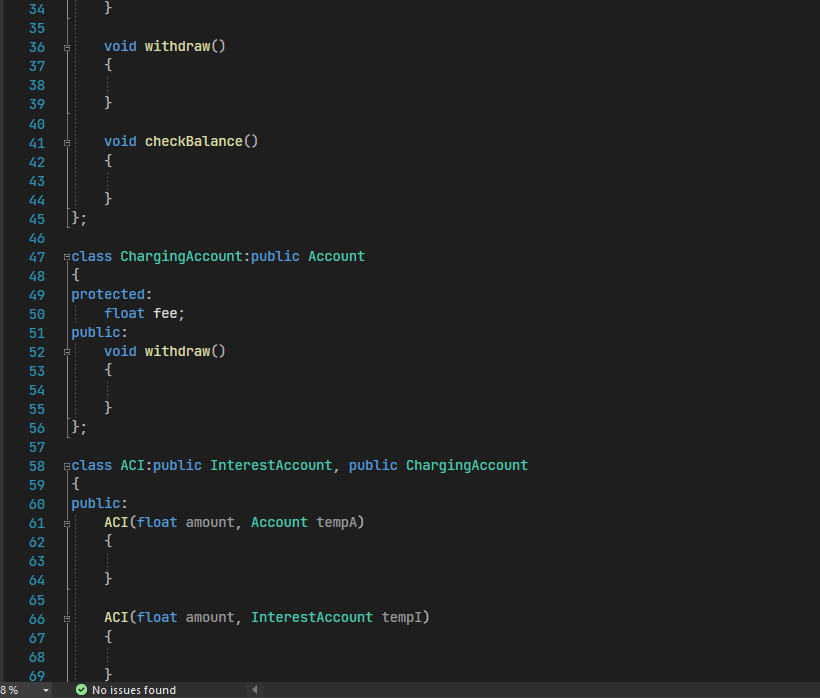 34 }
35
36 void withdraw()
37 {
38
39 }
40
41 void checkBalance()
42 {
43
44 }
45 };
46
47 class ChargingAccount:public Account
48 {
49 protected:
50 float fee;
51 public:
52 void withdraw()
53 {
54
55 }
56 };
57
58 class ACI:public InterestAccount, public ChargingAccount
59 {
60 public:
61 ACI(float amount, Account tempA)
62 {
63
64 }
65
66 ACI(float amount, InterestAccount tempI)
67 {
68
69 }
8% No issues found